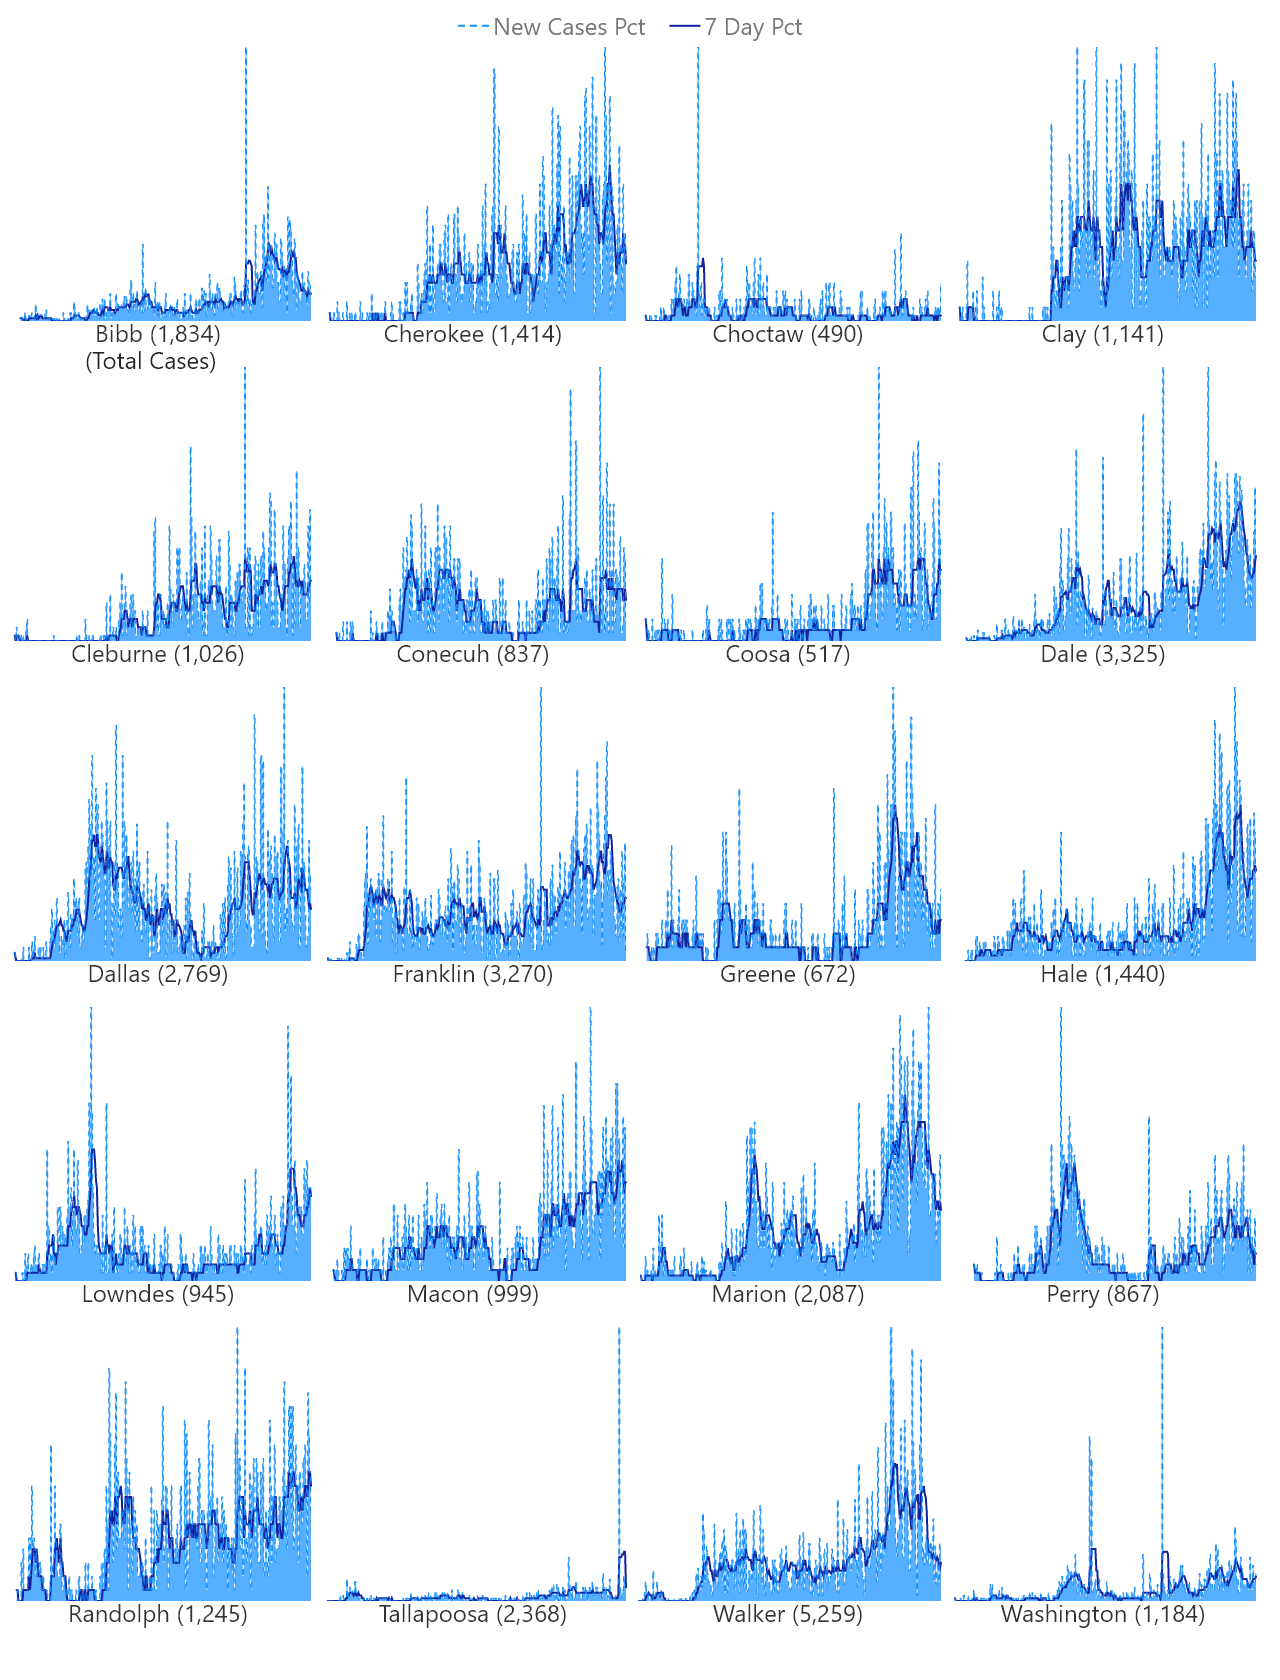 New Cases Pct 7 Day Pct
Bibb (1,834) Cherokee (1,414) Choctaw (490) Clay (1,141)
(Total Cases)
Cleburne (1,026) Conecuh (837) Coosa (517) Dale (3,325)
Dallas (2,769) Franklin (3,270) Greene (672) Hale (1,440)
Lowndes (945) Macon (999) Marion (2,087) Perry (867)
Randolph (1,245) Tallapoosa (2,368) Walker (5,259) Washington (1,184)